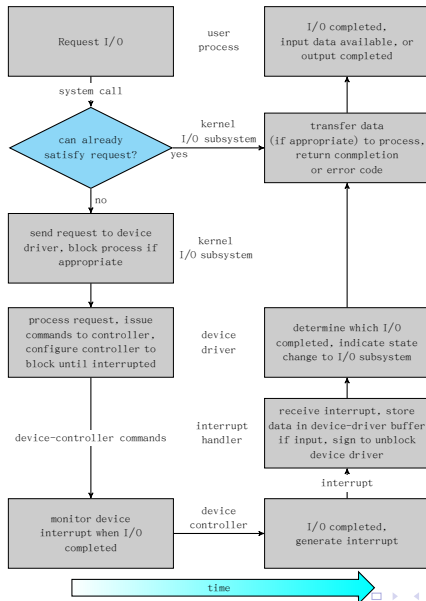 Request I/O
user
process
I/O completed,
input data available, or
output completed
system call
can already
satisfy request?
kernel
I/O subsystem
yes
transfer data
(if appropriate) to process,
return conmpletion
or error code
no
send request to device
driver, block process if
appropriate
kernel
I/O subsystem
process request, issue
commands to controller,
configure controller to
block until interrupted
device
driver
determine which I/O
completed, indicate state
change to I/O subsystem
device-controller commands
interrupt
handler
receive interrupt, store
data in device-driver buffer
if input, sign to unblock
device driver
interrupt
monitor device
interrupt when I/O
completed
device
controller
I/O completed,
generate interrupt
time